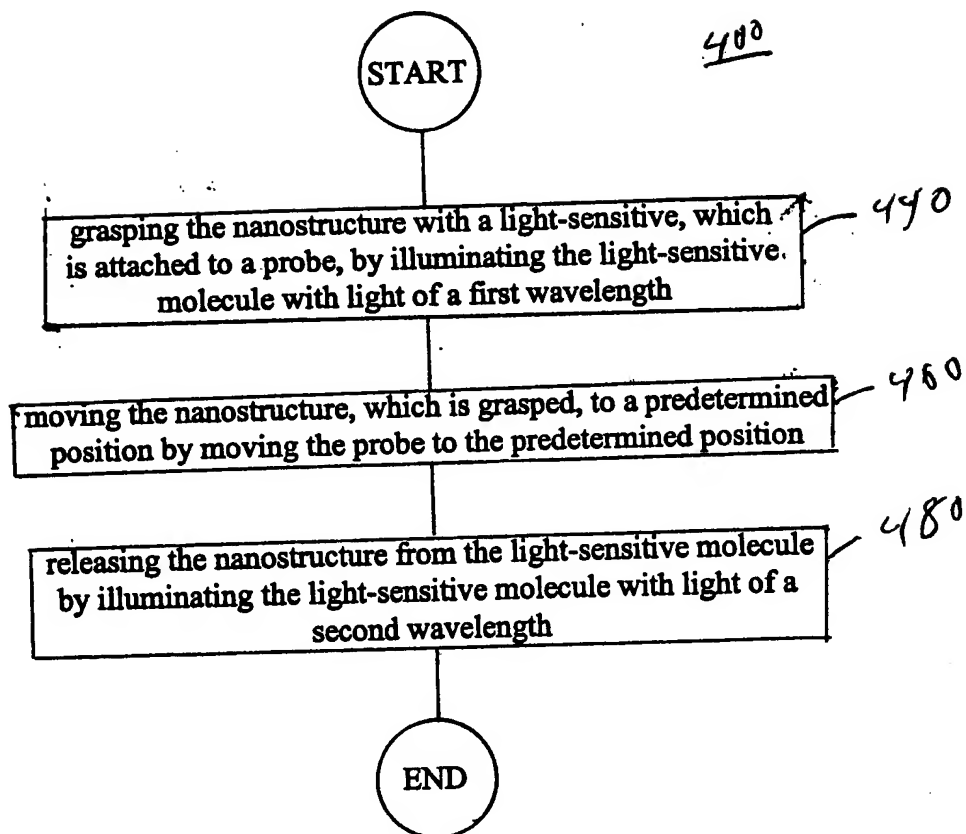 400
START
grasping the nanostructure with a light-sensitive, which
is attached to a probe, by illuminating the light-sensitive
molecule with light of a first wavelength
440
moving the nanostructure, which is grasped, to a predetermined
position by moving the probe to the predetermined position
460
releasing the nanostructure from the light-sensitive molecule
by illuminating the light-sensitive molecule with light of a
second wavelength
480
END